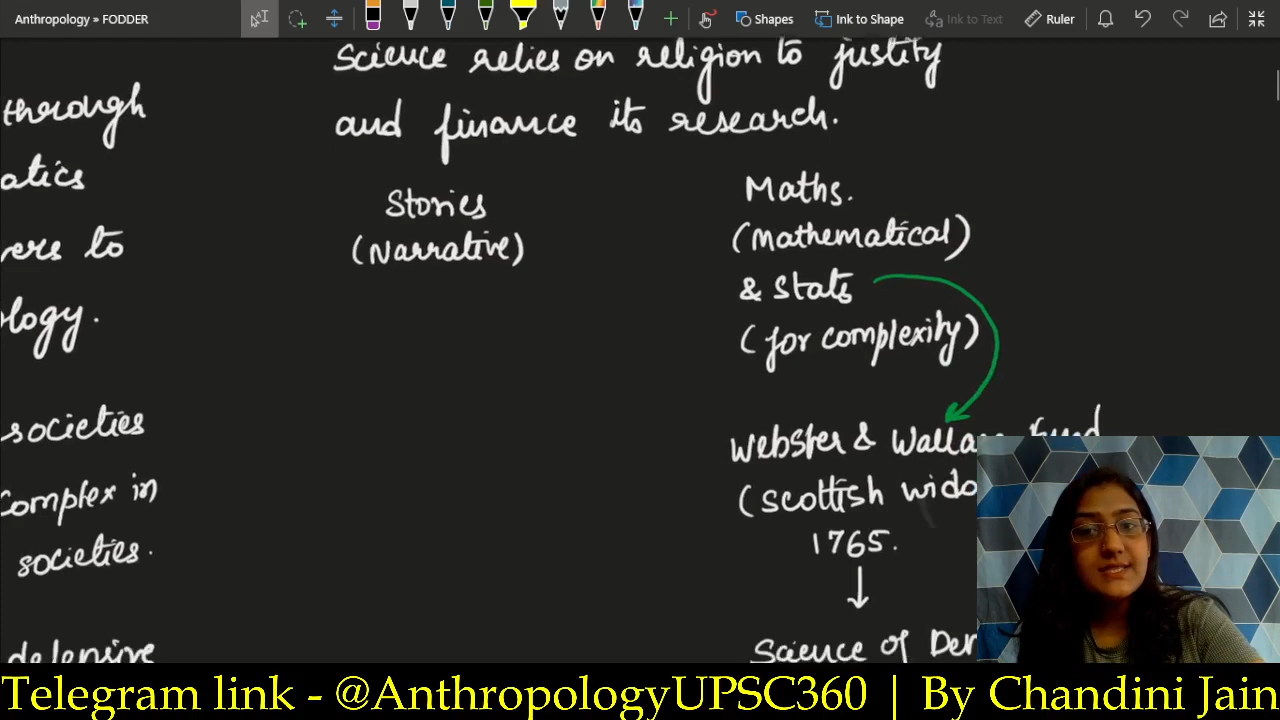 Anthropology » FODDER
Shapes
Ink to Shape
Ink to Text
Ruler
Science relies on religion to justify
and finance its research.
through
atics
ers to
ology.
societies
complex in
societies.
Stories
(Narrative)
Maths.
(Mathematical)
& Stats
(for complexity)
Webster & Walla
(Scottish wido
1765.
Science of De
Telegram link - @AnthropologyUPSC360 | By Chandini Jain